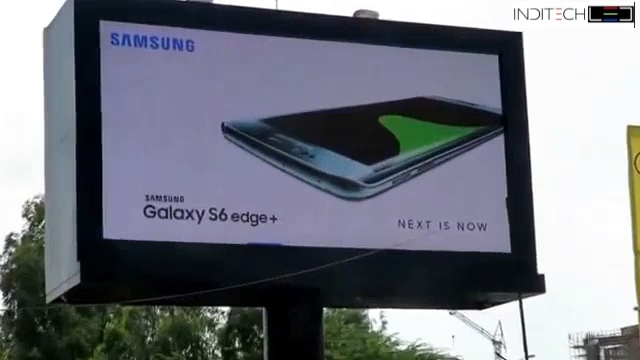 INDITECH
SAMSUNG
SAMSUNG
Galaxy S6 edge+
NEXT IS NOW